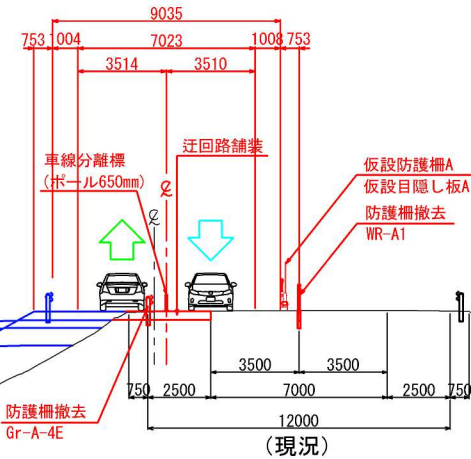 9035
753 1004 7023 1008 753
3514 3510
迂回路舗装
車線分離標
(ポール650mm)
仮設防護柵A
仮設目隠し板A
防護柵撤去
WR-A1
℄ ℄
3500 3500
750 2500 7000 2500 750
防護柵撤去
Gr-A-4E
12000
(現況)